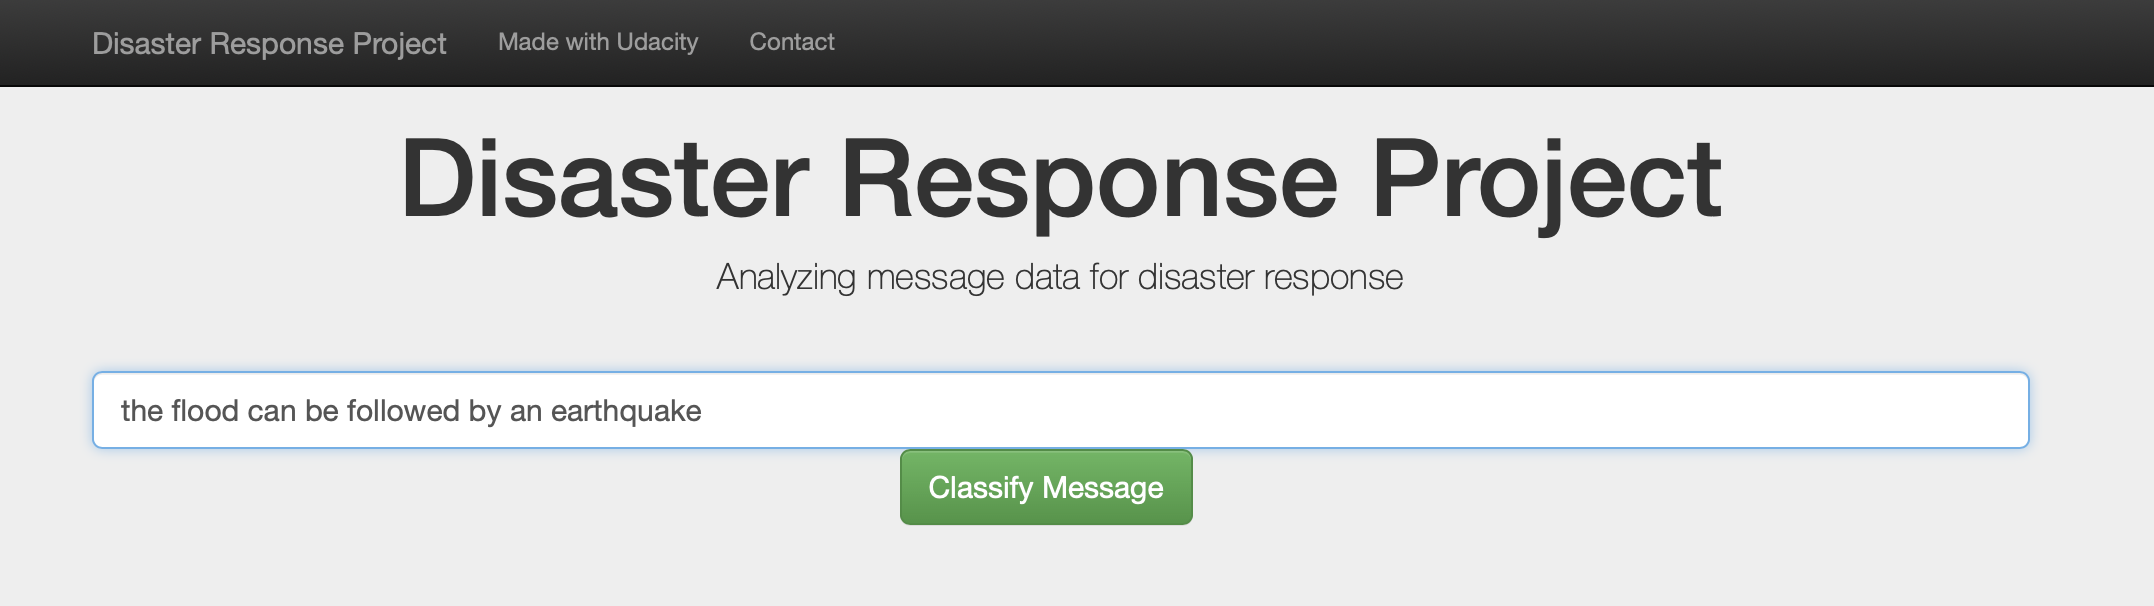 Disaster Response Project Made with Udacity Contact
Disaster Response Project
Analyzing message data for disaster response
the flood can be followed by an earthquake
Classify Message